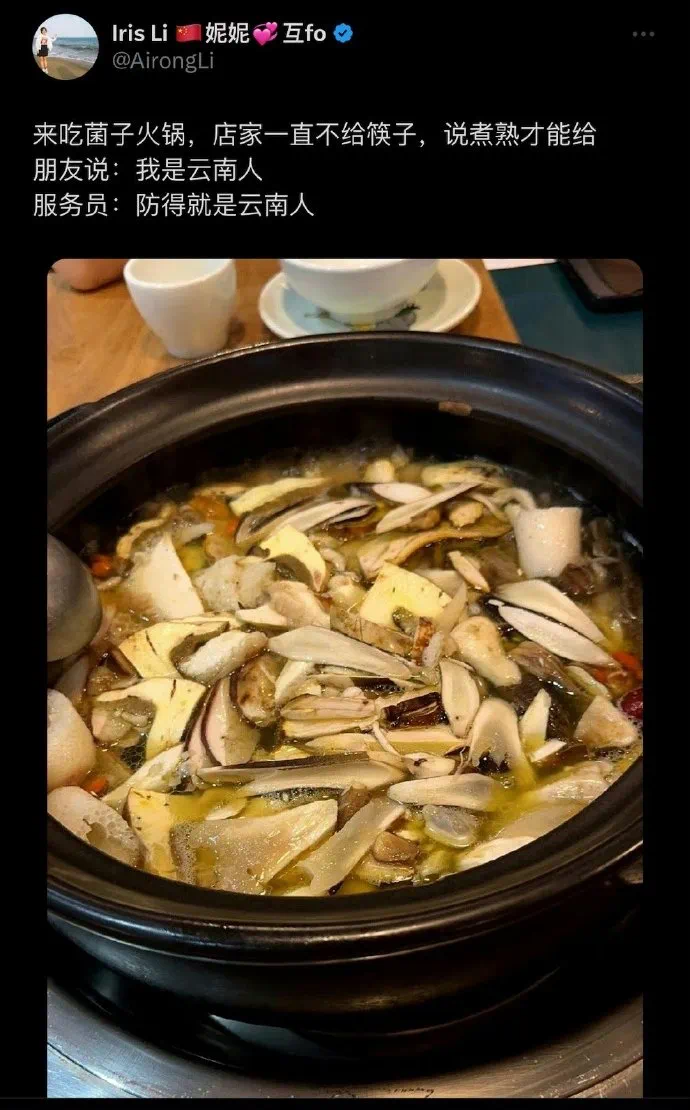 Iris Li 🇨🇳妮妮💞互fo
@AirongLi
来吃菌子火锅，店家一直不给筷子，说煮熟才能给
朋友说：我是云南人
服务员：防得就是云南人